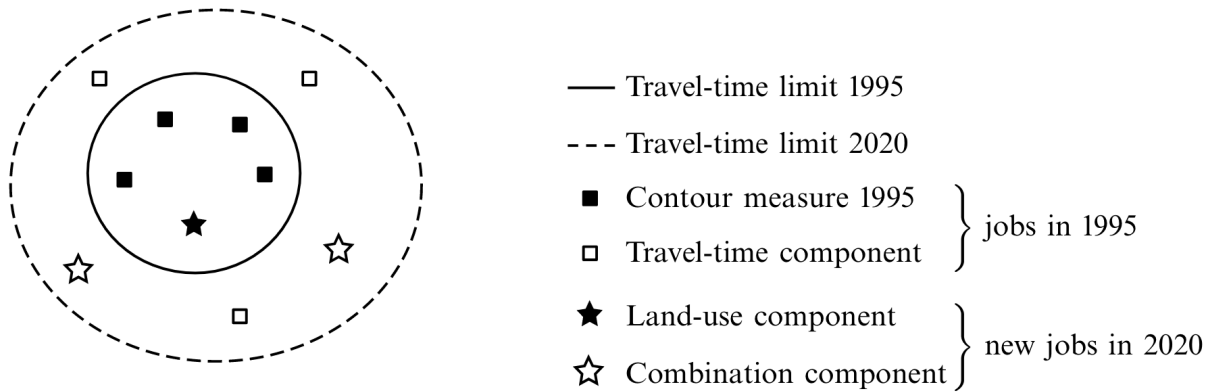 Travel-time limit 1995
Travel-time limit 2020
Contour measure 1995
jobs in 1995
Travel-time component
Land-use component
new jobs in 2020
Combination component